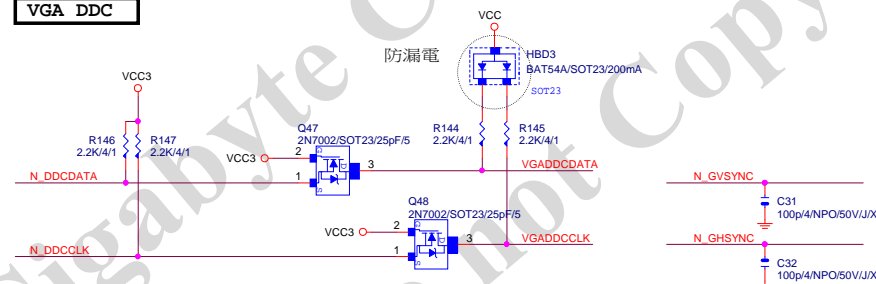 VGA DDC
VCC
防漏電
HBD3
BAT54A/SOT23/200mA
SOT23
VCC3
R146
2.2K/4/1
R147
2.2K/4/1
Q47
2N7002/SOT23/25pF/5
R144
2.2K/4/1
R145
2.2K/4/1
VCC3
2
G
D
S
3
1
N_DDCDATA
VGADDCDATA
N_GVSYNC
C31
100p/4/NPO/50V/J/X
Q48
2N7002/SOT23/25pF/5
VCC3
2
G
D
S
3
1
N_DDCCLK
VGADDCCLK
N_GHSYNC
C32
100p/4/NPO/50V/J/X
Gigabyte C
not Copy